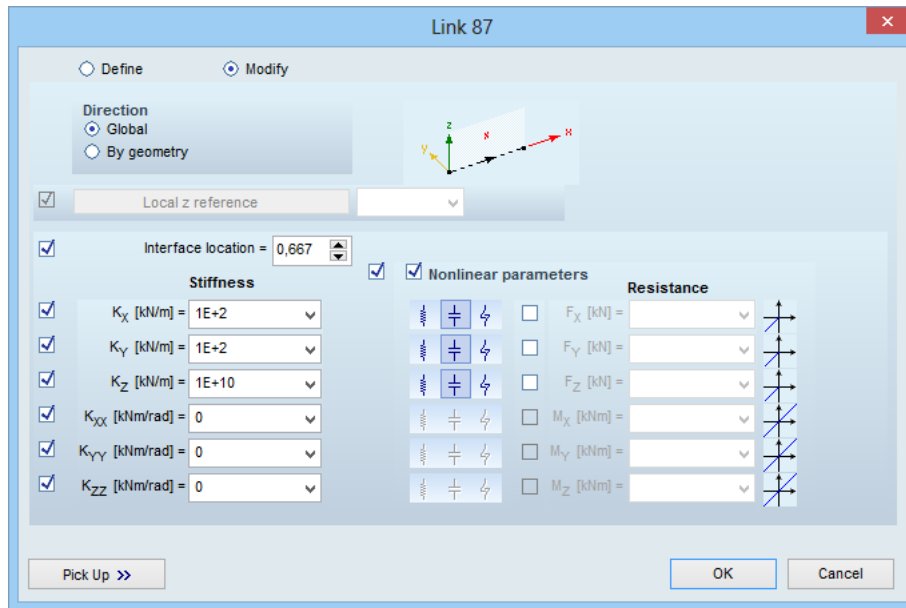 Link 87
Define Modify
Direction
Global
By geometry
z
y
x
x
Local z reference
Interface location = 0,667
Nonlinear parameters
Stiffness Resistance
KX [kN/m] = 1E+2 FX [kN] =
KY [kN/m] = 1E+2 FY [kN] =
KZ [kN/m] = 1E+10 FZ [kN] =
KXX [kNm/rad] = 0 MX [kNm] =
KYY [kNm/rad] = 0 MY [kNm] =
KZZ [kNm/rad] = 0 MZ [kNm] =
Pick Up >> OK Cancel